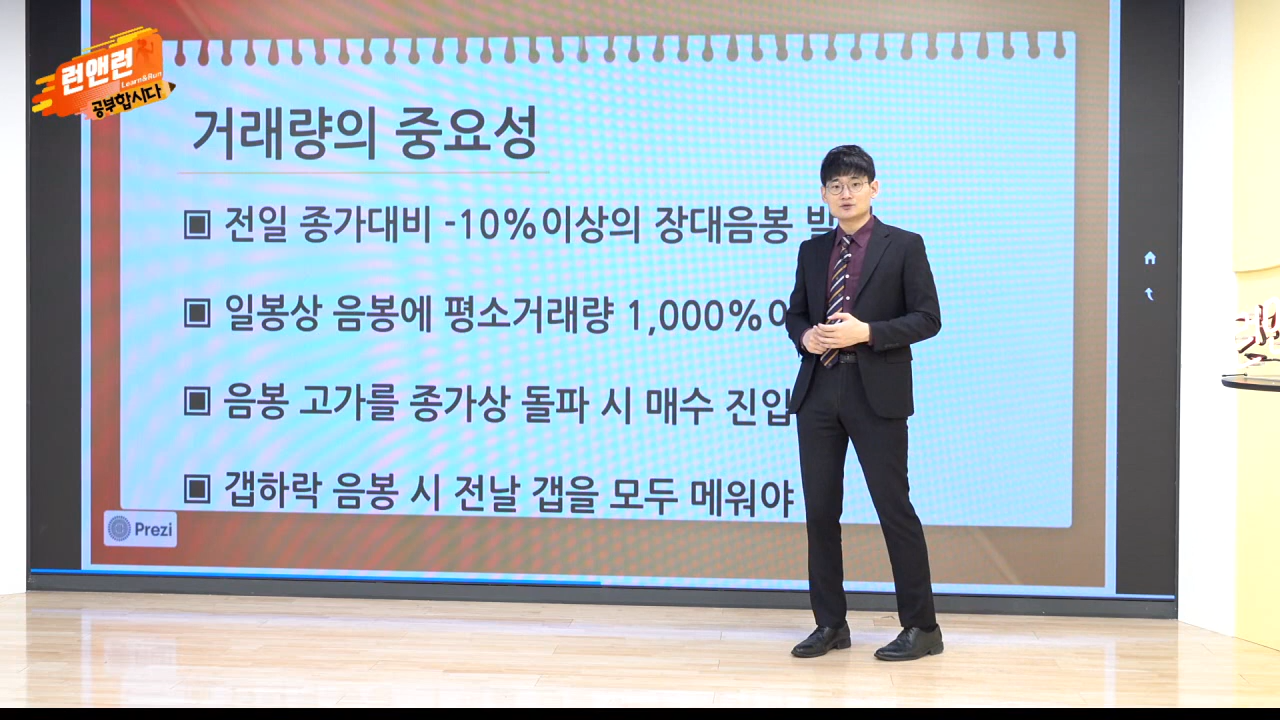 런앤런
Learn&Run
공부합시다
거래량의 중요성
▣ 전일 종가대비 -10%이상의 장대음봉
▣ 일봉상 음봉에 평소거래량 1,000%
▣ 음봉 고가를 종가상 돌파 시 매수 진입
▣ 갭하락 음봉 시 전날 갭을 모두 메워야
Prezi